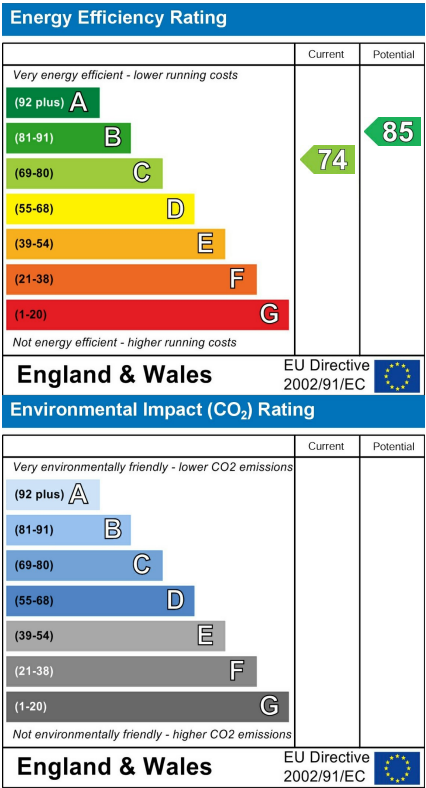 Energy Efficiency Rating
Current Potential
Very energy efficient - lower running costs
(92 plus) A
(81-91) B
(69-80) C
(55-68) D
(39-54) E
(21-38) F
(1-20) G
74
85
Not energy efficient - higher running costs
England & Wales
EU Directive
2002/91/EC
Environmental Impact (CO₂) Rating
Current Potential
Very environmentally friendly - lower CO2 emissions
(92 plus) A
(81-91) B
(69-80) C
(55-68) D
(39-54) E
(21-38) F
(1-20) G
Not environmentally friendly - higher CO2 emissions
England & Wales
EU Directive
2002/91/EC